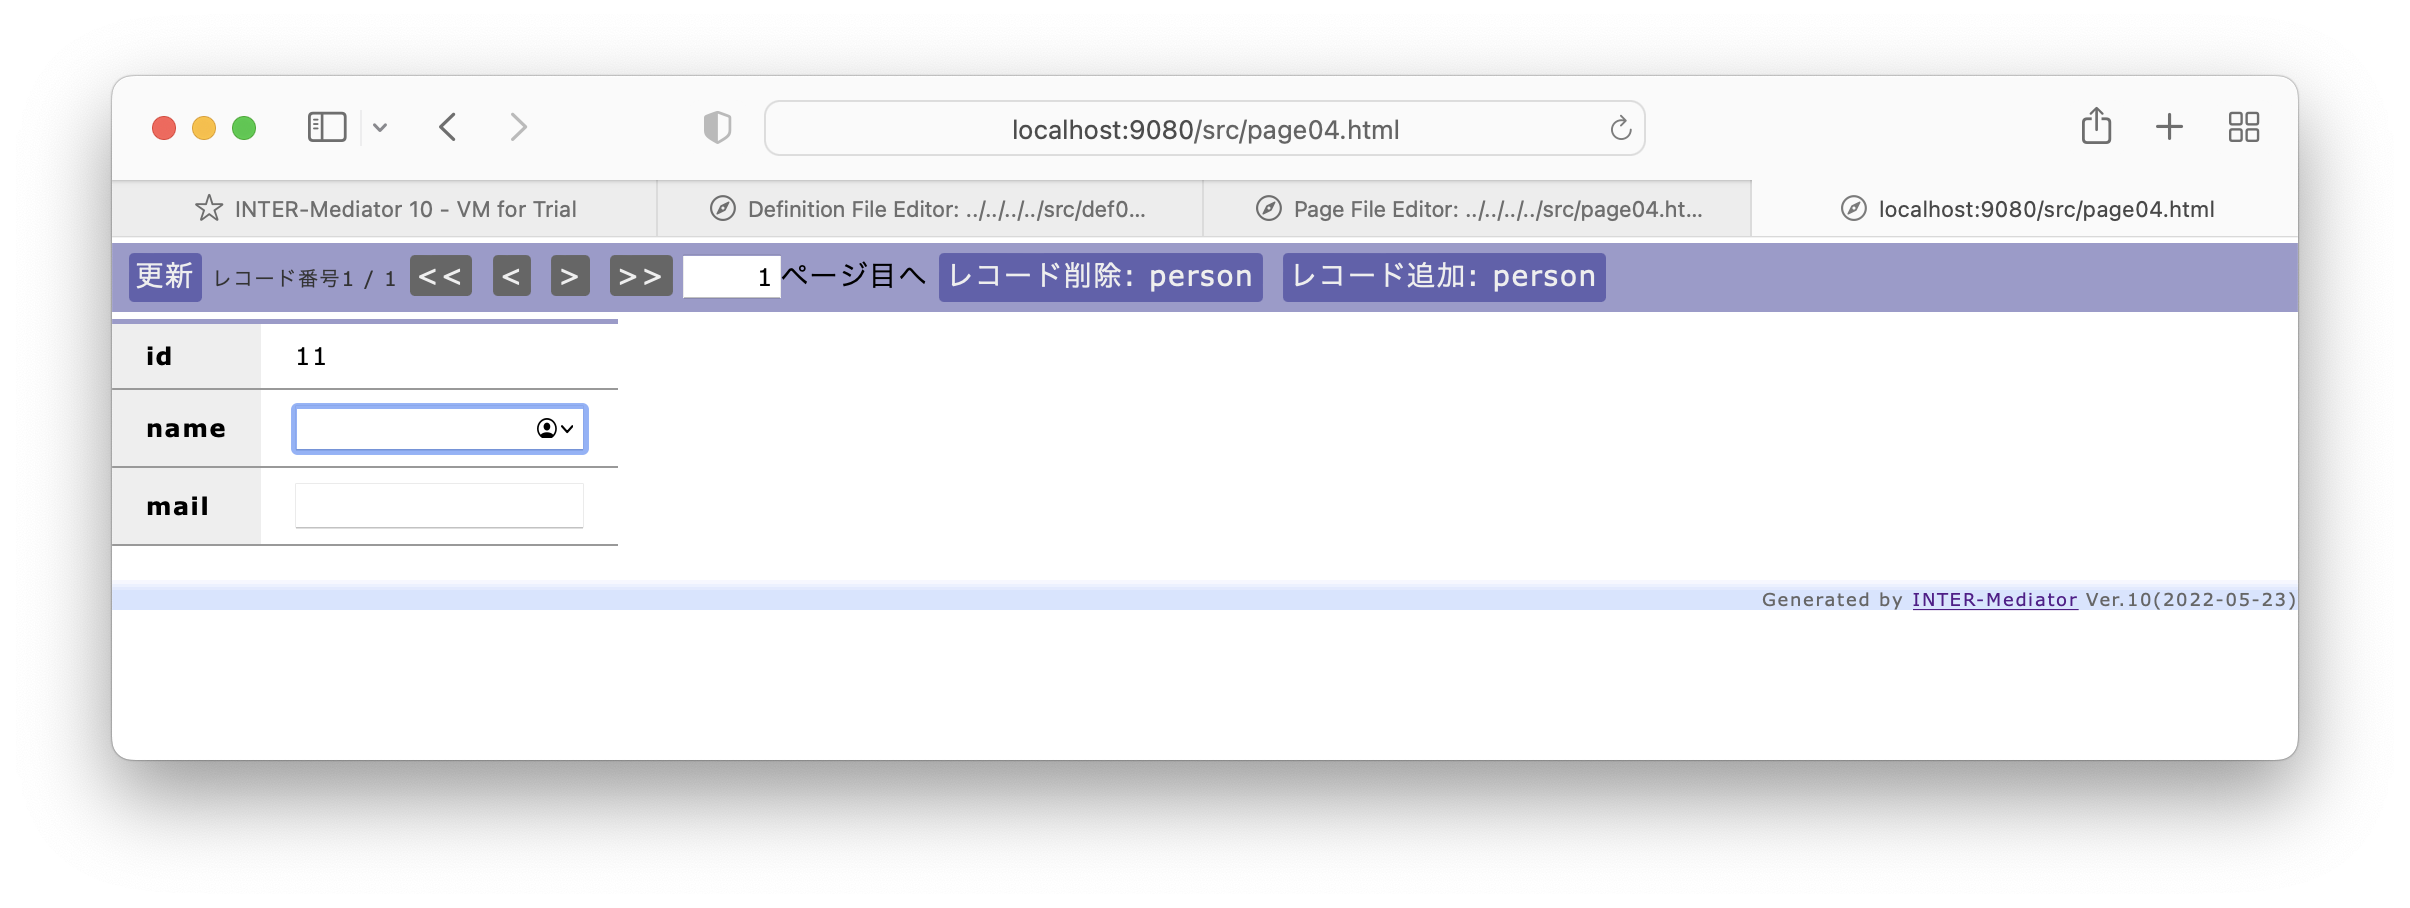 localhost:9080/src/page04.html
INTER-Mediator 10 - VM for Trial
Definition File Editor: ../../../../src/def0...
Page File Editor: ../../../../src/page04.ht...
localhost:9080/src/page04.html
更新 レコード番号1 / 1 << < > >> 1 ページ目へ レコード削除: person レコード追加: person
id 11
name
mail
Generated by INTER-Mediator Ver.10(2022-05-23)